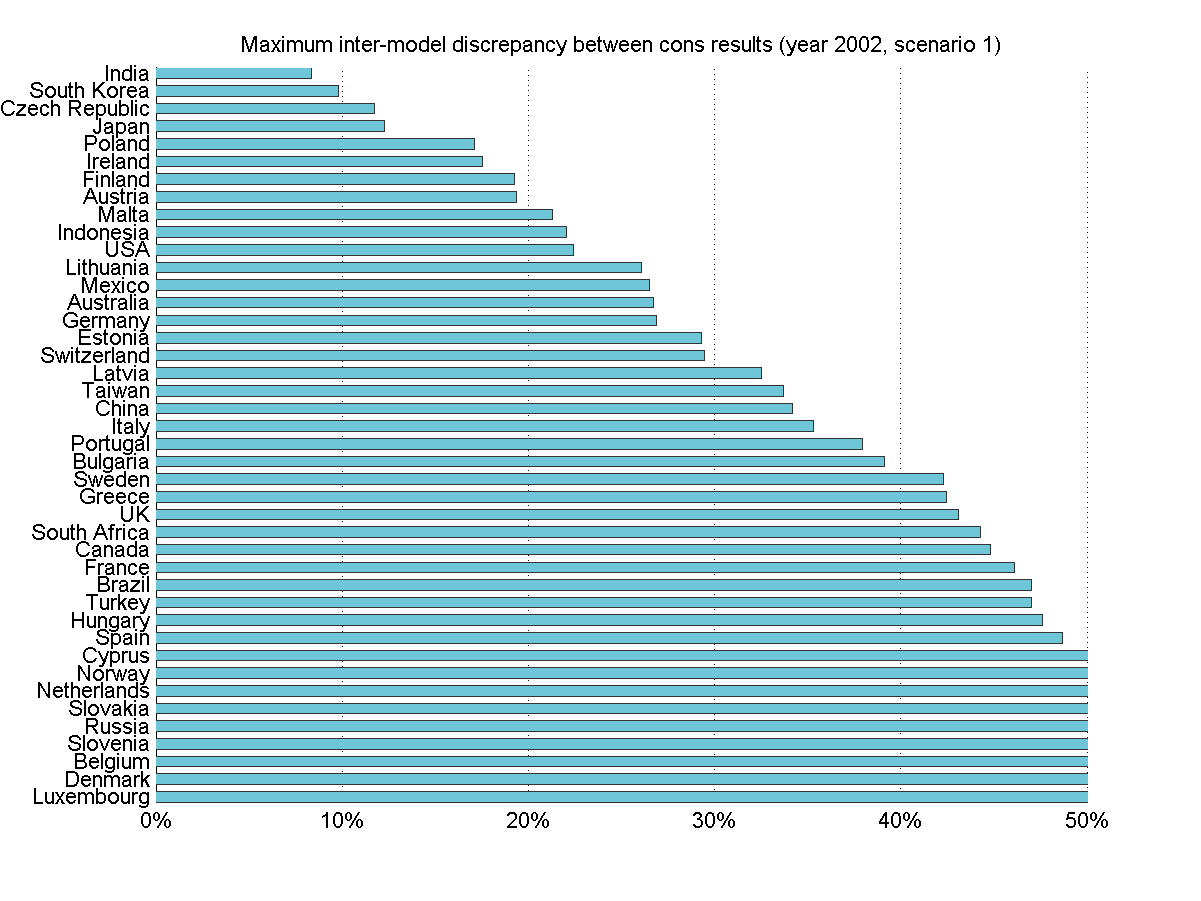 Maximum inter-model discrepancy between cons results (year 2002, scenario 1)
India
South Korea
Czech Republic
Japan
Poland
Ireland
Finland
Austria
Malta
Indonesia
USA
Lithuania
Mexico
Australia
Germany
Estonia
Switzerland
Latvia
Taiwan
China
Italy
Portugal
Bulgaria
Sweden
Greece
UK
South Africa
Canada
France
Brazil
Turkey
Hungary
Spain
Cyprus
Norway
Netherlands
Slovakia
Russia
Slovenia
Belgium
Denmark
Luxembourg
0% 10% 20% 30% 40% 50%